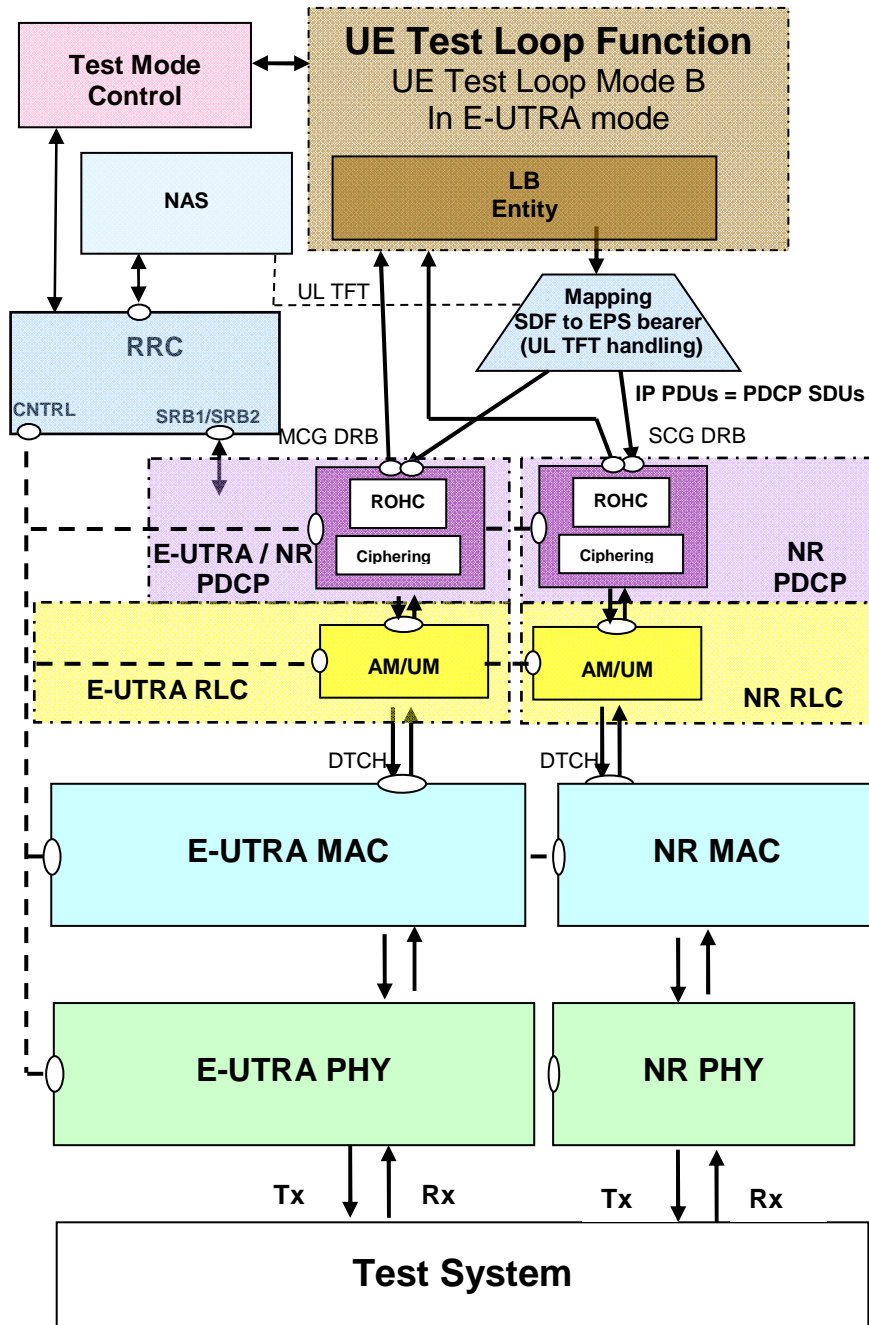 UE Test Loop Function
UE Test Loop Mode B
In E-UTRA mode
Test Mode
Control
LB
Entity
NAS
UL TFT
Mapping
SDF to EPS bearer
(UL TFT handling)
RRC
CNTRL
SRB1/SRB2
IP PDUs = PDCP SDUs
MCG DRB
SCG DRB
ROHC
Ciphering
E-UTRA / NR
PDCP
ROHC
Ciphering
NR
PDCP
AM/UM
E-UTRA RLC
AM/UM
NR RLC
DTCH
DTCH
E-UTRA MAC
NR MAC
E-UTRA PHY
NR PHY
Tx
Rx
Tx
Rx
Test System